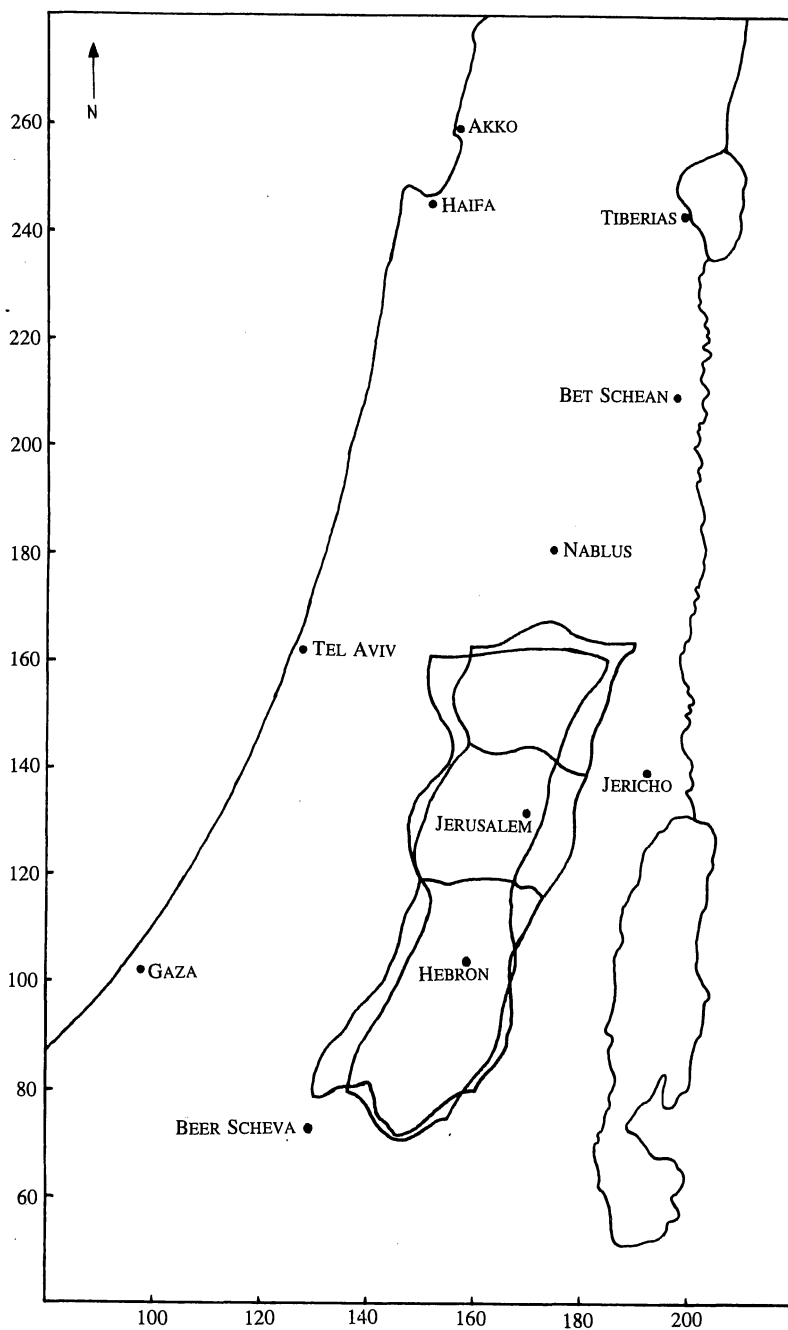 N
260
AKKO
HAIFA
240
TIBERIAS
220
BET SCHEAN
200
180
NABLUS
160
TEL AVIV
140
JERICHO
JERUSALEM
120
100
GAZA
HEBRON
80
BEER SCHEVA
60
100 120 140 160 180 200